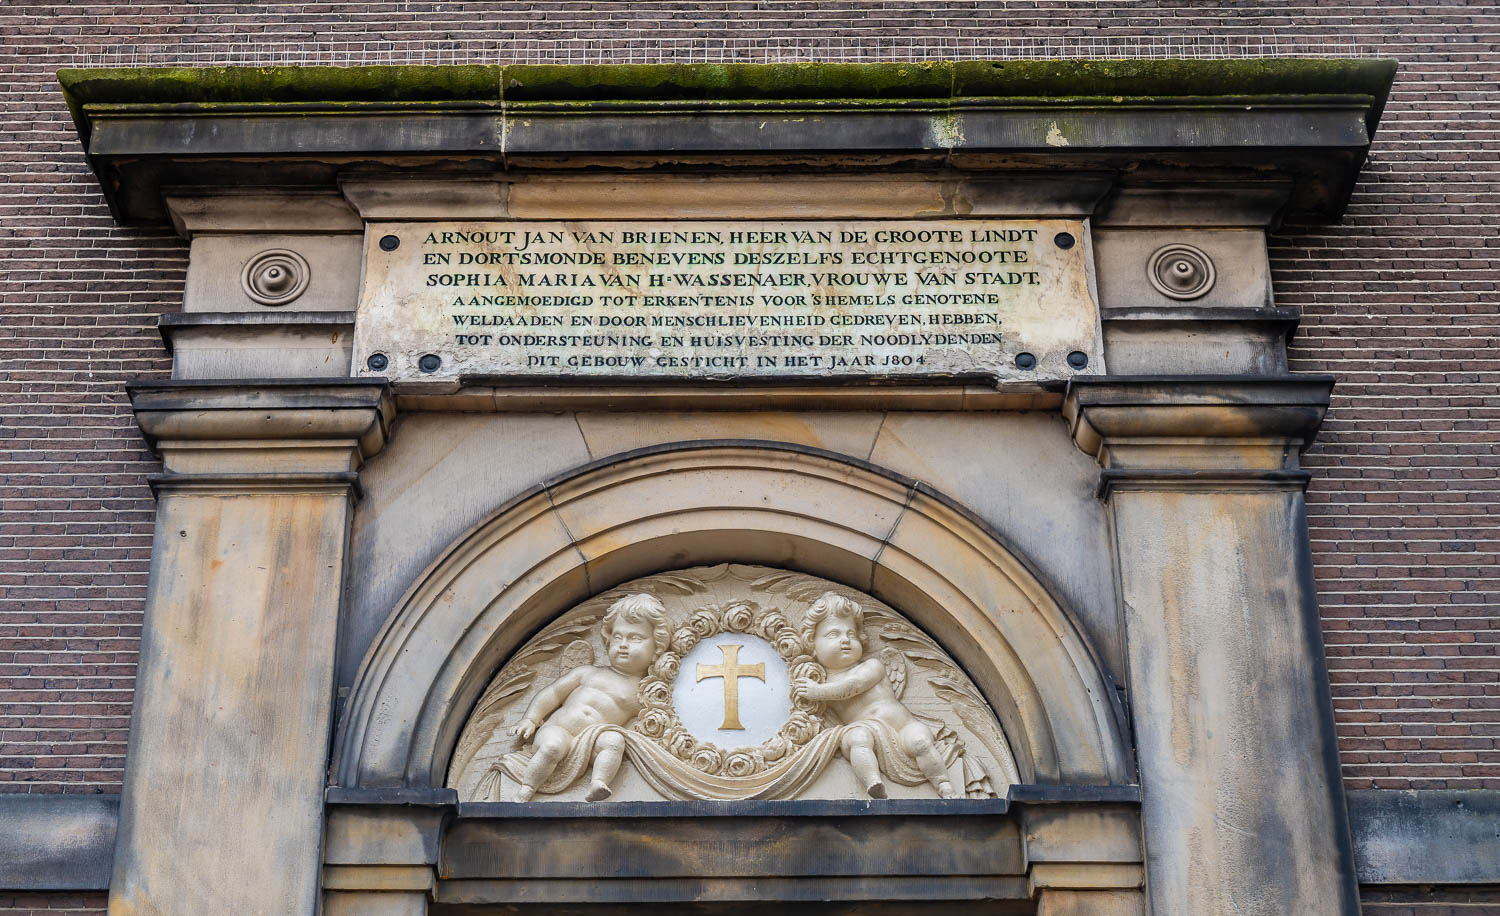 ARNOUT JAN VAN BRIENEN, HEER VAN DE GROOTE LINDT
EN DORTSMONDE BENEVENS DESZELFS ECHTGENOOTE
SOPHIA MARIA VAN H= WASSENAER, VROUWE VAN STADT,
AANGEMOEDIGD TOT ERKENTENIS VOOR 'SHEMELS GENOTENE
WELDAADEN EN DOOR MENSCHLIEVENHEID GEDREVEN, HEBBEN,
TOT ONDERSTEUNING EN HUISVESTING DER NOODLYDENDEN
DIT GEBOUW GESTICHT IN HET JAAR 1804